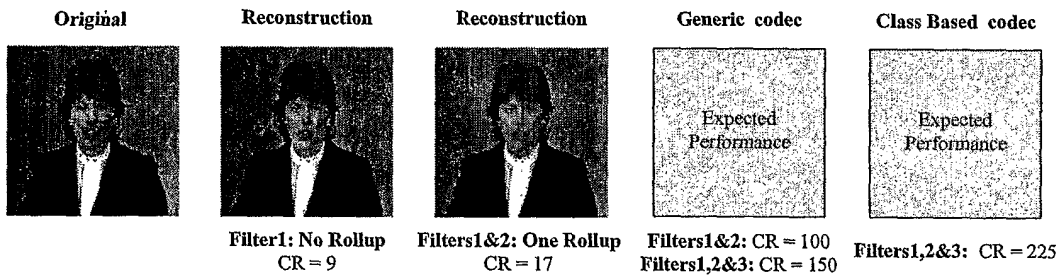 Original
Reconstruction
Reconstruction
Generic codec
Class Based codec
Expected
Performance
Expected
Performance
Filter1: No Rollup
CR = 9
Filters1&2: One Rollup
CR = 17
Filters1&2: CR = 100
Filters1,2&3: CR = 150
Filters1,2&3: CR = 225